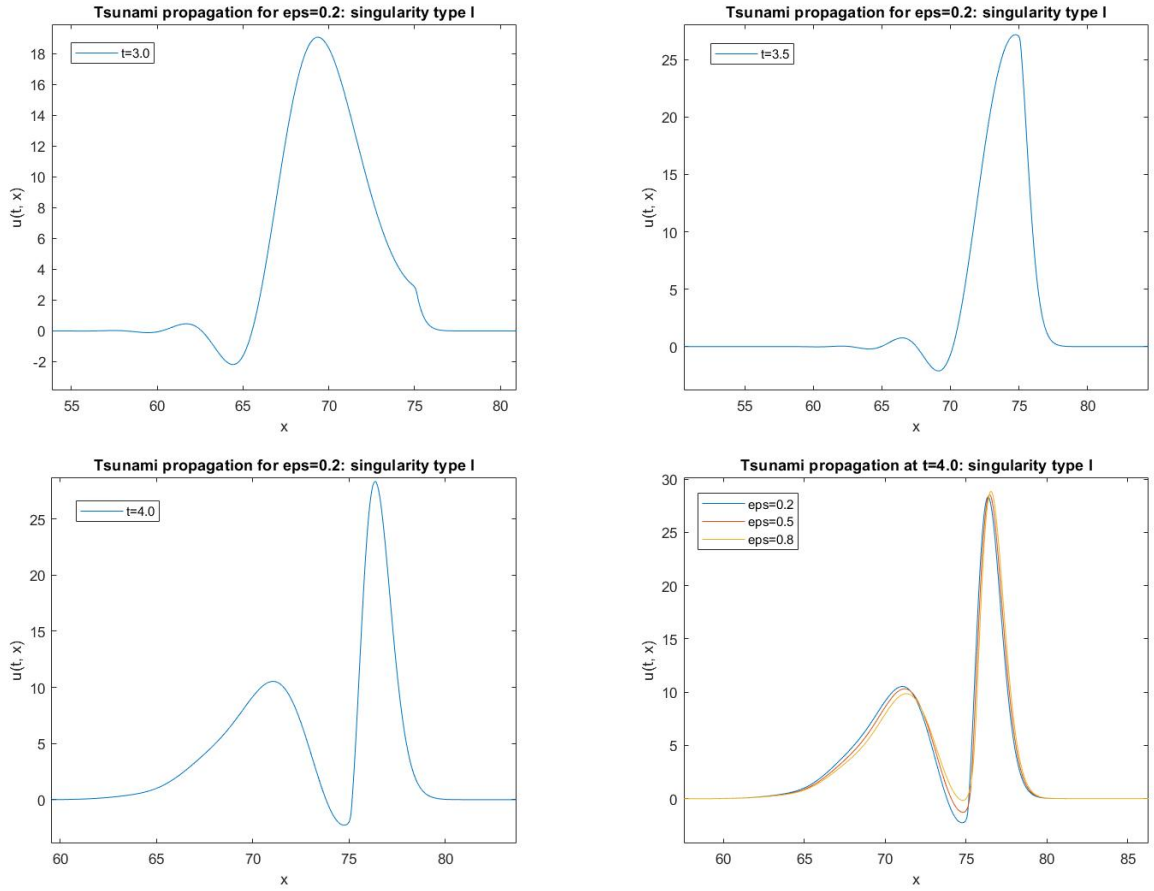 Tsunami propagation for eps=0.2: singularity type I
t=3.0
18
16
14
12
10
8
6
4
2
0
-2
u(t, x)
55 60 65 70 75 80
x
Tsunami propagation for eps=0.2: singularity type I
t=3.5
25
20
15
10
5
0
u(t, x)
55 60 65 70 75 80
x
Tsunami propagation for eps=0.2: singularity type I
t=4.0
25
20
15
10
5
0
u(t, x)
60 65 70 75 80
x
Tsunami propagation at t=4.0: singularity type I
eps=0.2
eps=0.5
eps=0.8
30
25
20
15
10
5
0
u(t, x)
60 65 70 75 80 85
x